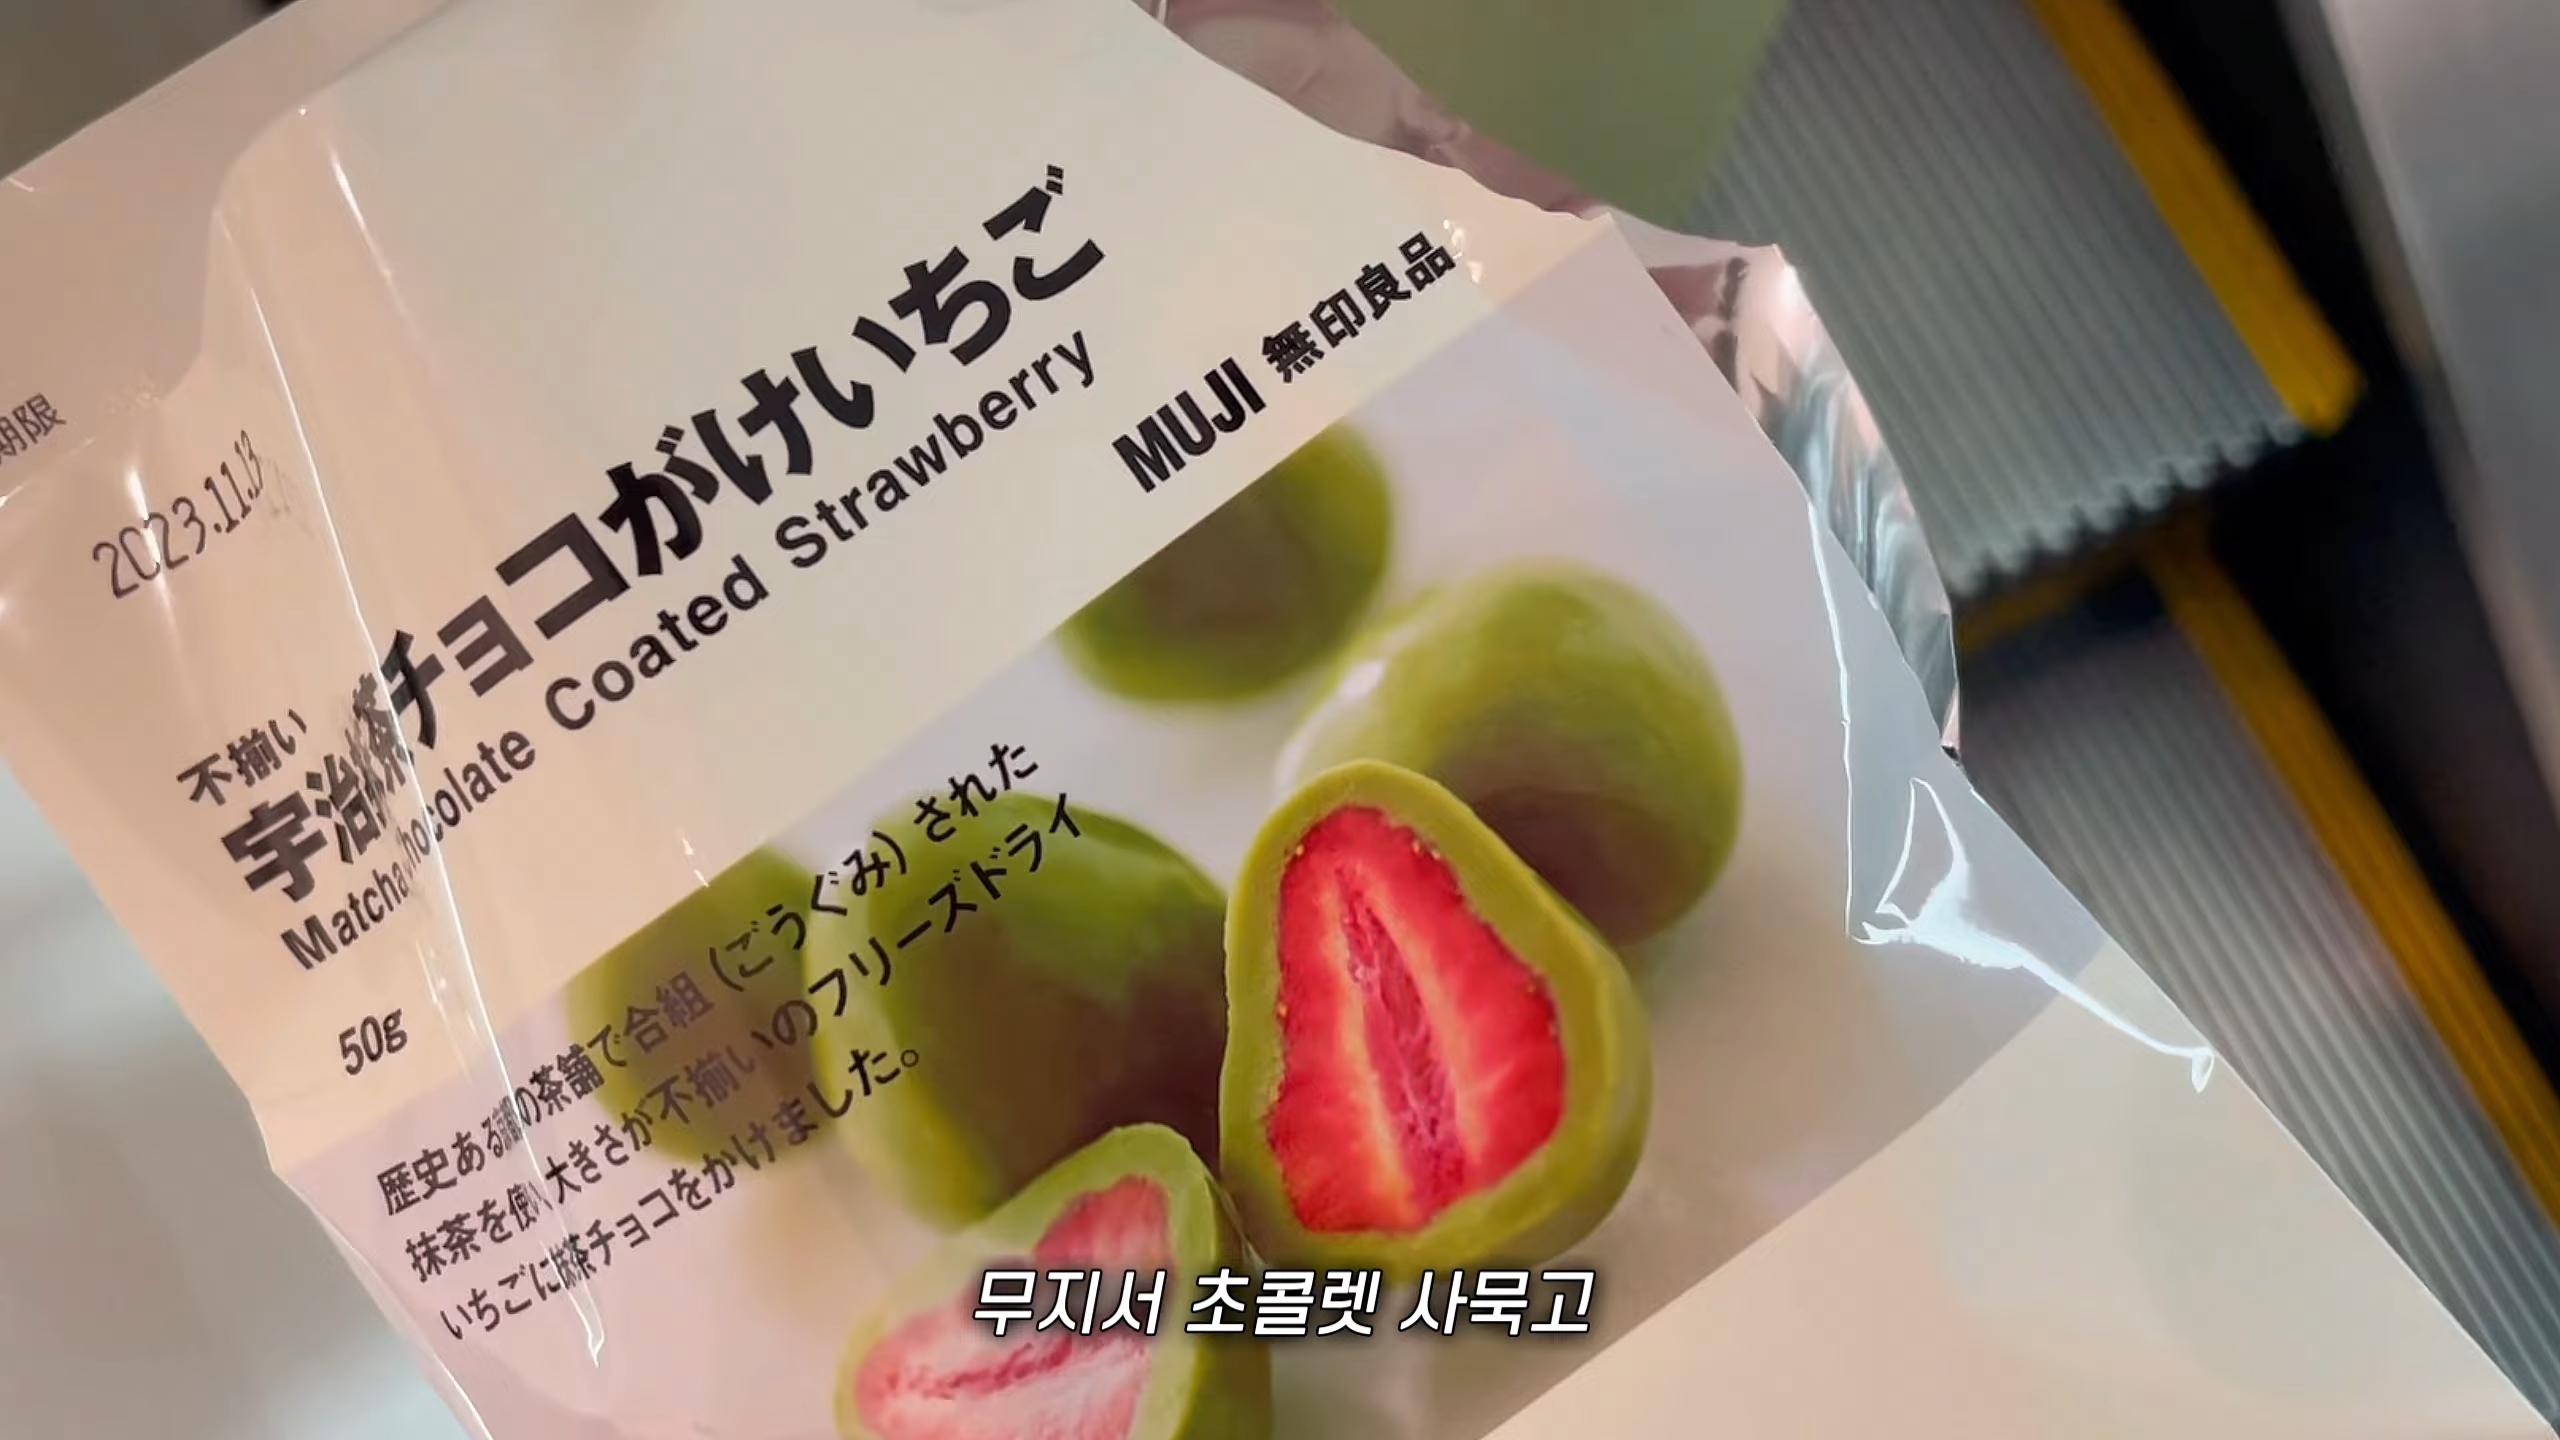 期限
2023.11.13
不揃い
宇治抹茶チョコがけいちご
Matcha Chocolate Coated Strawberry
MUJI 無印良品
50g
歴史ある京都の茶舗で合組(ごうぐみ)された
抹茶を使い、大きさが不揃いのフリーズドライ
いちごに抹茶チョコをかけました。
무지서 초콜렛 사묵고